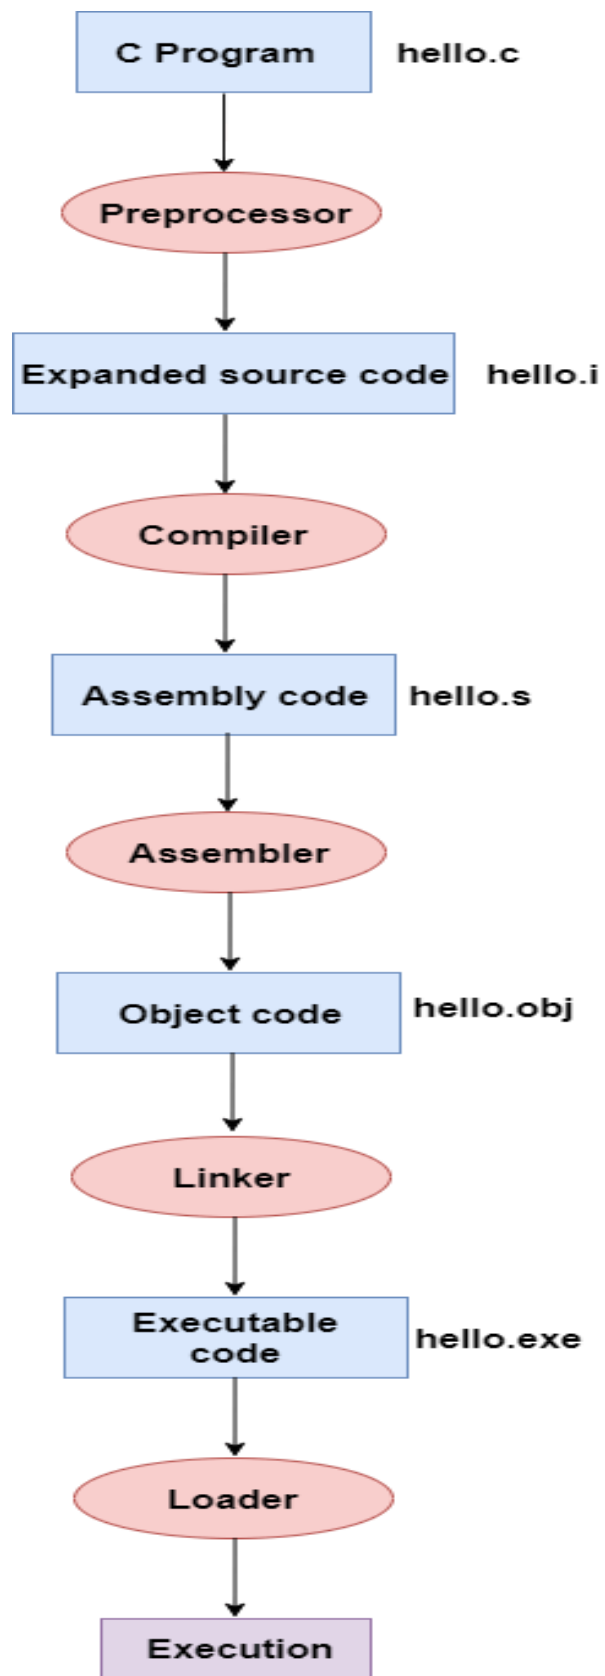 C Program hello.c
Preprocessor
Expanded source code hello.i
Compiler
Assembly code hello.s
Assembler
Object code hello.obj
Linker
Executable
code
hello.exe
Loader
Execution